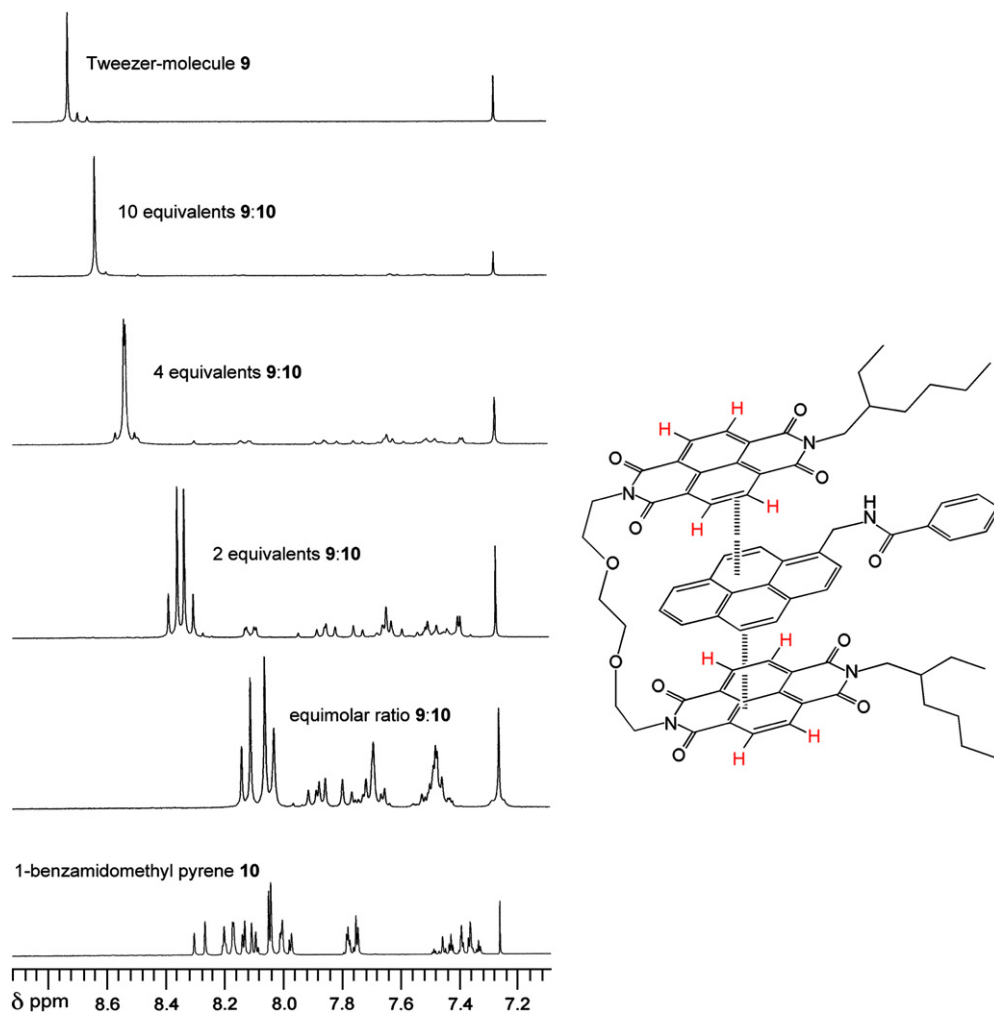 Tweezer-molecule 9
10 equivalents 9:10
4 equivalents 9:10
2 equivalents 9:10
equimolar ratio 9:10
1-benzamidomethyl pyrene 10
δ ppm 8.6 8.4 8.2 8.0 7.8 7.6 7.4 7.2
H H O N O O N O H H
H N O
O O
H H O N O O N O H H